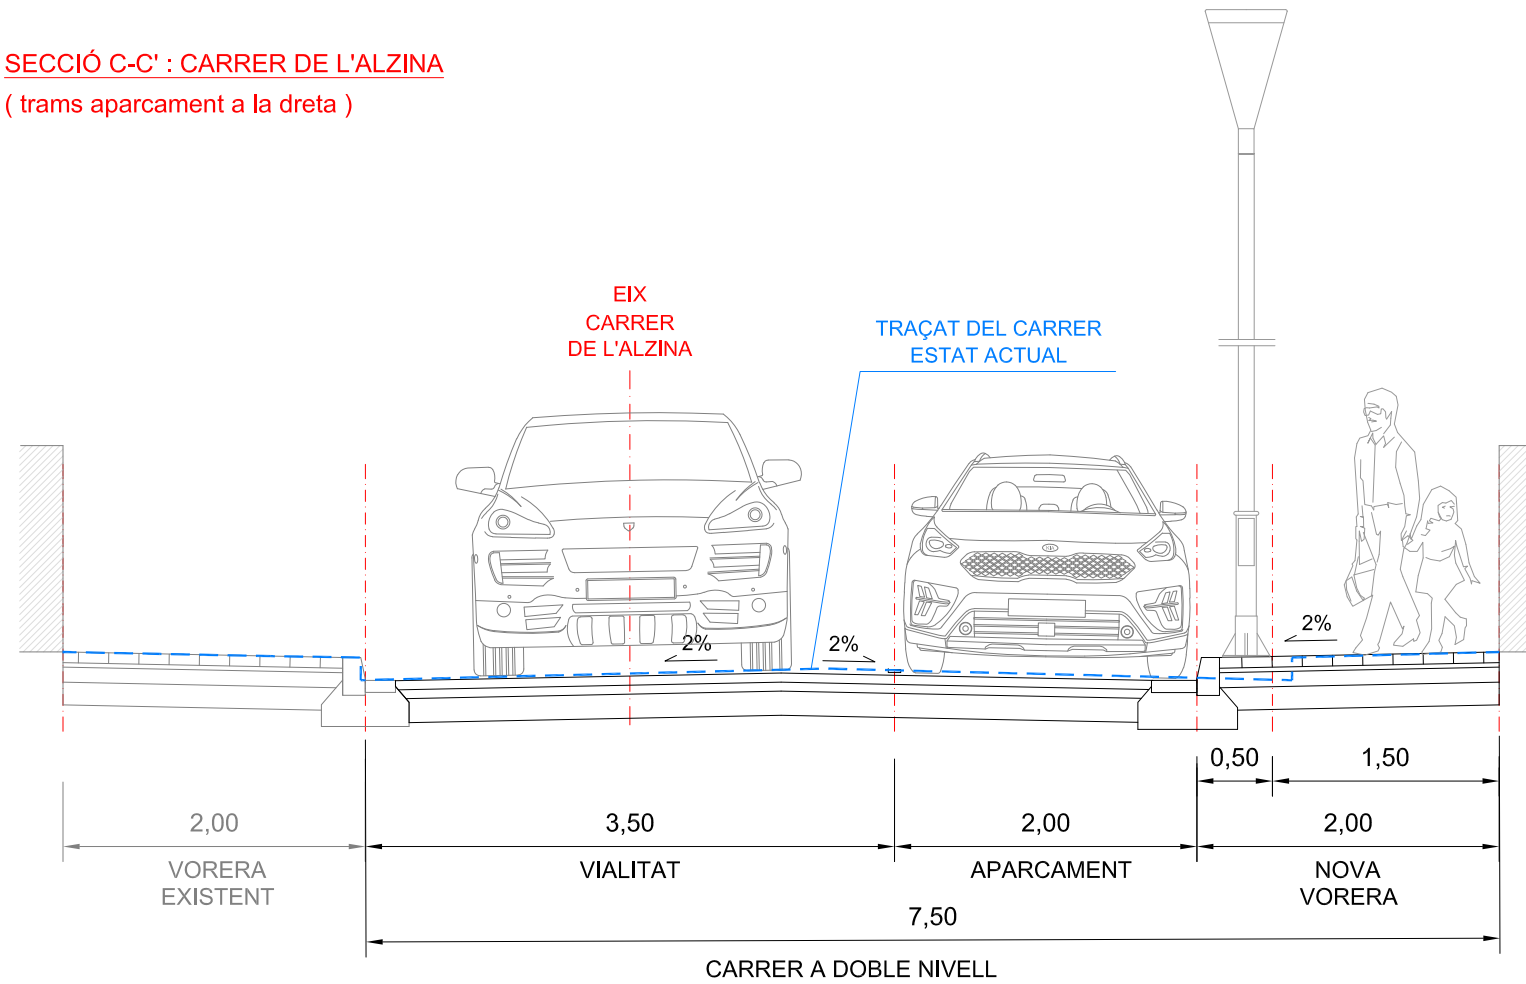 SECCIÓ C-C' : CARRER DE L'ALZINA
( trams aparcament a la dreta )
EIX
CARRER
DE L'ALZINA
TRAÇAT DEL CARRER
ESTAT ACTUAL
2%
2%
2%
0,50
1,50
2,00
3,50
2,00
2,00
VORERA
EXISTENT
VIALITAT
APARCAMENT
NOVA
VORERA
7,50
CARRER A DOBLE NIVELL